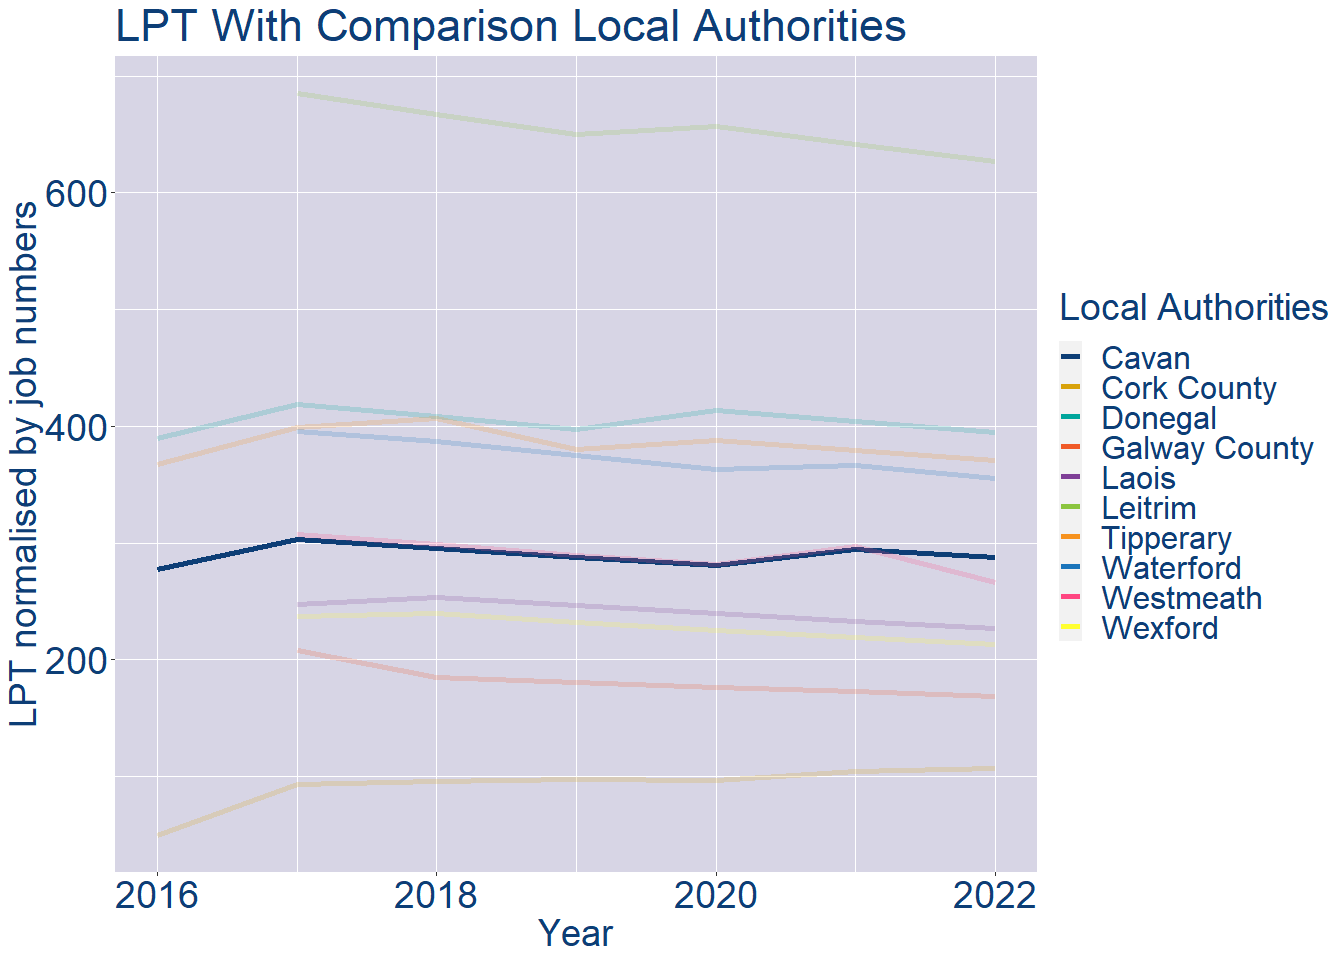 LPT With Comparison Local Authorities
LPT normalised by job numbers
600
400
200
2016 2018 2020 2022
Year
Local Authorities
Cavan
Cork County
Donegal
Galway County
Laois
Leitrim
Tipperary
Waterford
Westmeath
Wexford